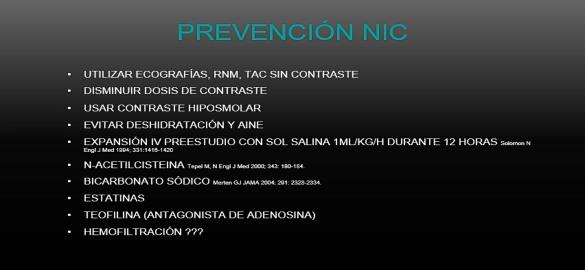 PREVENCIÓN NIC
• UTILIZAR ECOGRAFÍAS, RNM, TAC SIN CONTRASTE
• DISMINUIR DOSIS DE CONTRASTE
• USAR CONTRASTE HIPOSMOLAR
• EVITAR DESHIDRATACIÓN Y AINE
• EXPANSIÓN IV PREESTUDIO CON SOL SALINA 1ML/KG/H DURANTE 12 HORAS Solomon N
Engl J Med 1994; 331:1416-1420
• N-ACETILCISTEINA Tepel M, N Engl J Med 2000; 343: 180-184.
• BICARBONATO SÓDICO Merten GJ JAMA 2004; 291: 2328-2334.
• ESTATINAS
• TEOFILINA (ANTAGONISTA DE ADENOSINA)
• HEMOFILTRACIÓN ???